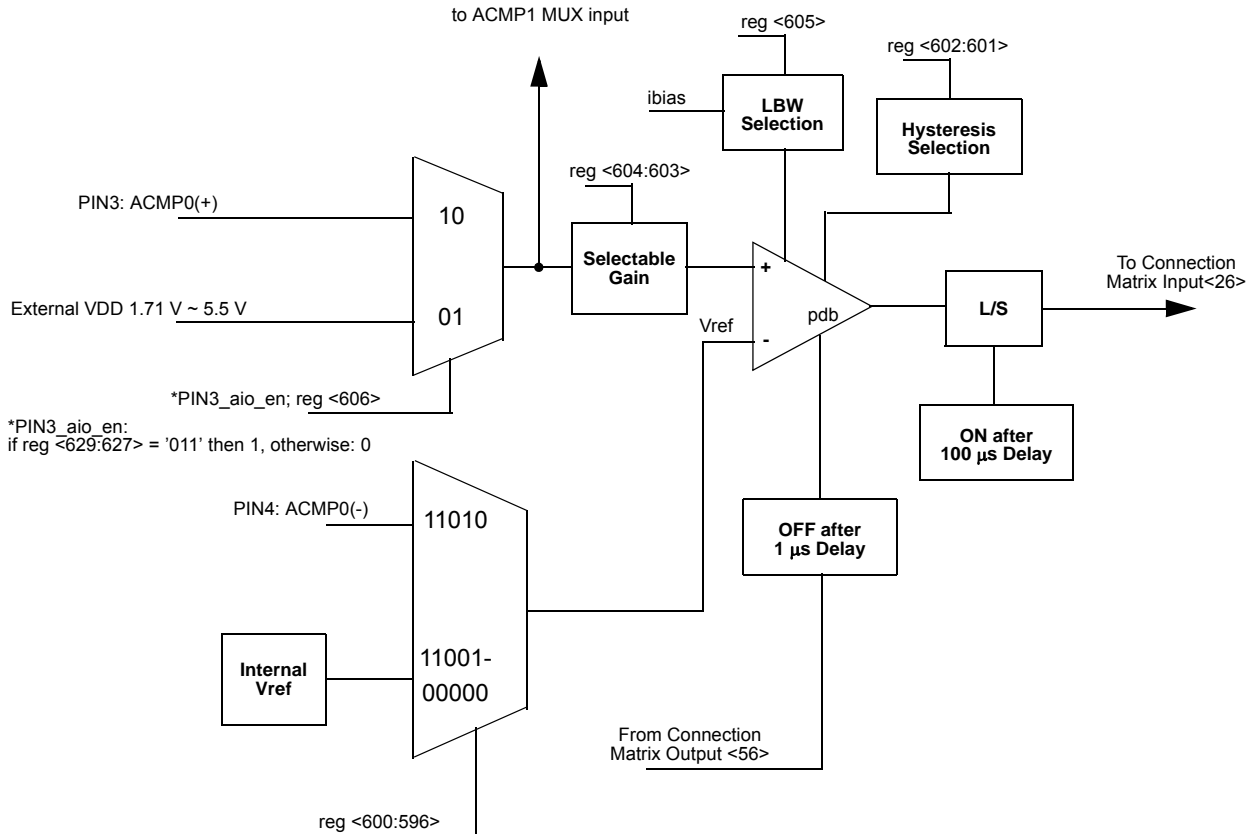 to ACMP1 MUX input
reg <605>
reg <602:601>
ibias
LBW
Selection
Hysteresis
Selection
reg <604:603>
PIN3: ACMP0(+)
10
Selectable
Gain
+
To Connection
Matrix Input<26>
External VDD 1.71 V ~ 5.5 V
01
Vref
-
pdb
L/S
*PIN3_aio_en; reg <606>
*PIN3_aio_en:
if reg <629:627> = '011' then 1, otherwise: 0
ON after
100 μs Delay
PIN4: ACMP0(-)
11010
OFF after
1 μs Delay
Internal
Vref
11001-
00000
From Connection
Matrix Output <56>
reg <600:596>